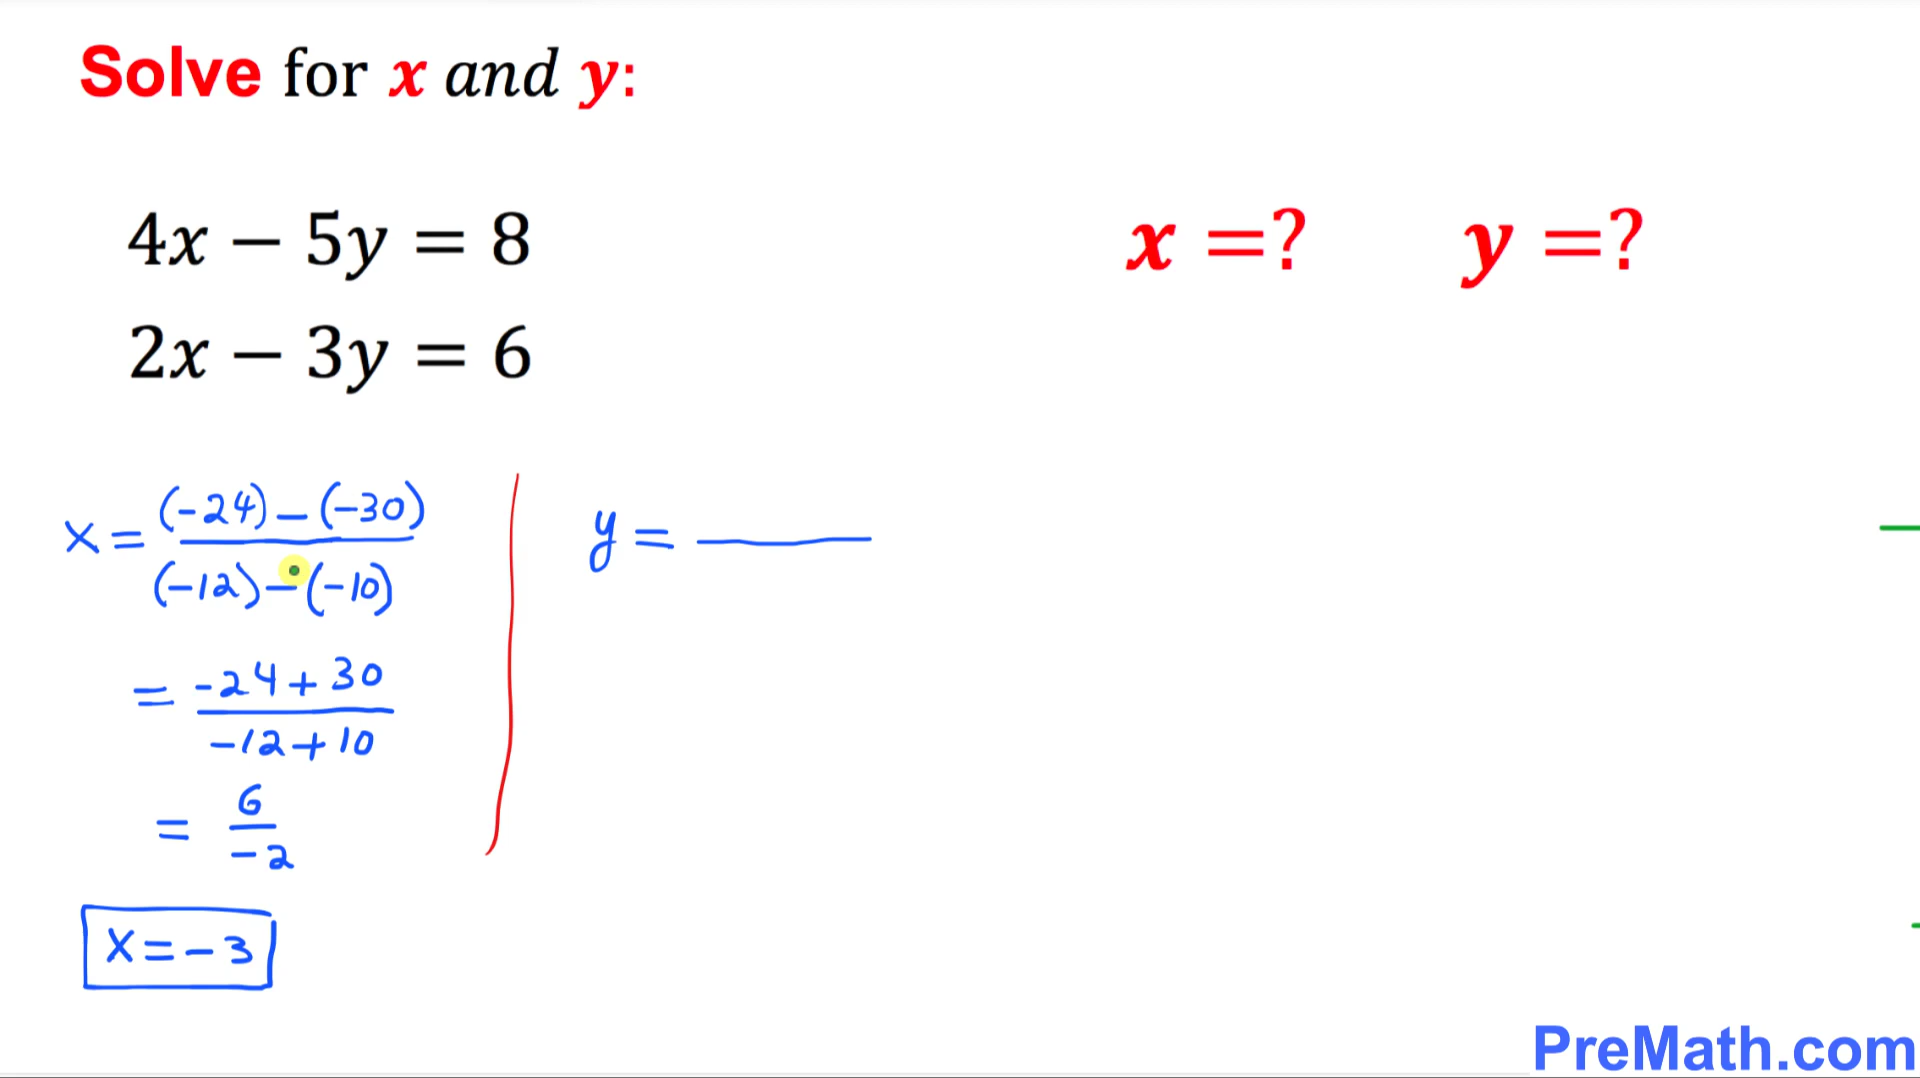 Solve for x and y:
4x − 5y = 8
x =? y =?
2x − 3y = 6
x = (-24) - (-30) / (-12) - (-10)
= -24 + 30 / -12 + 10
= 6 / -2
x = -3
y =
PreMath.com